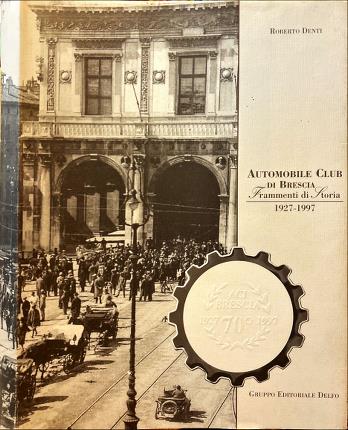 ROBERTO DENTI
AUTOMOBILE CLUB
DI BRESCIA
Frammenti di Storia
1927-1997
ACI
BRESCIA
1927 70° 1997
GRUPPO EDITORIALE DELFO